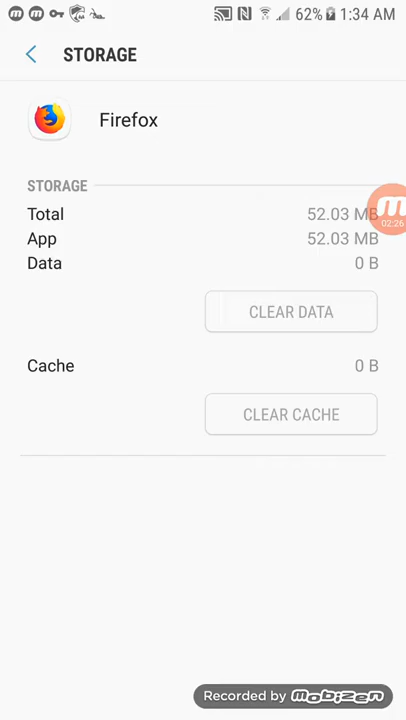 62% 1:34 AM
STORAGE
Firefox
STORAGE
Total 52.03 MB
02:26
App 52.03 MB
Data 0 B
CLEAR DATA
Cache 0 B
CLEAR CACHE
Recorded by mobizen